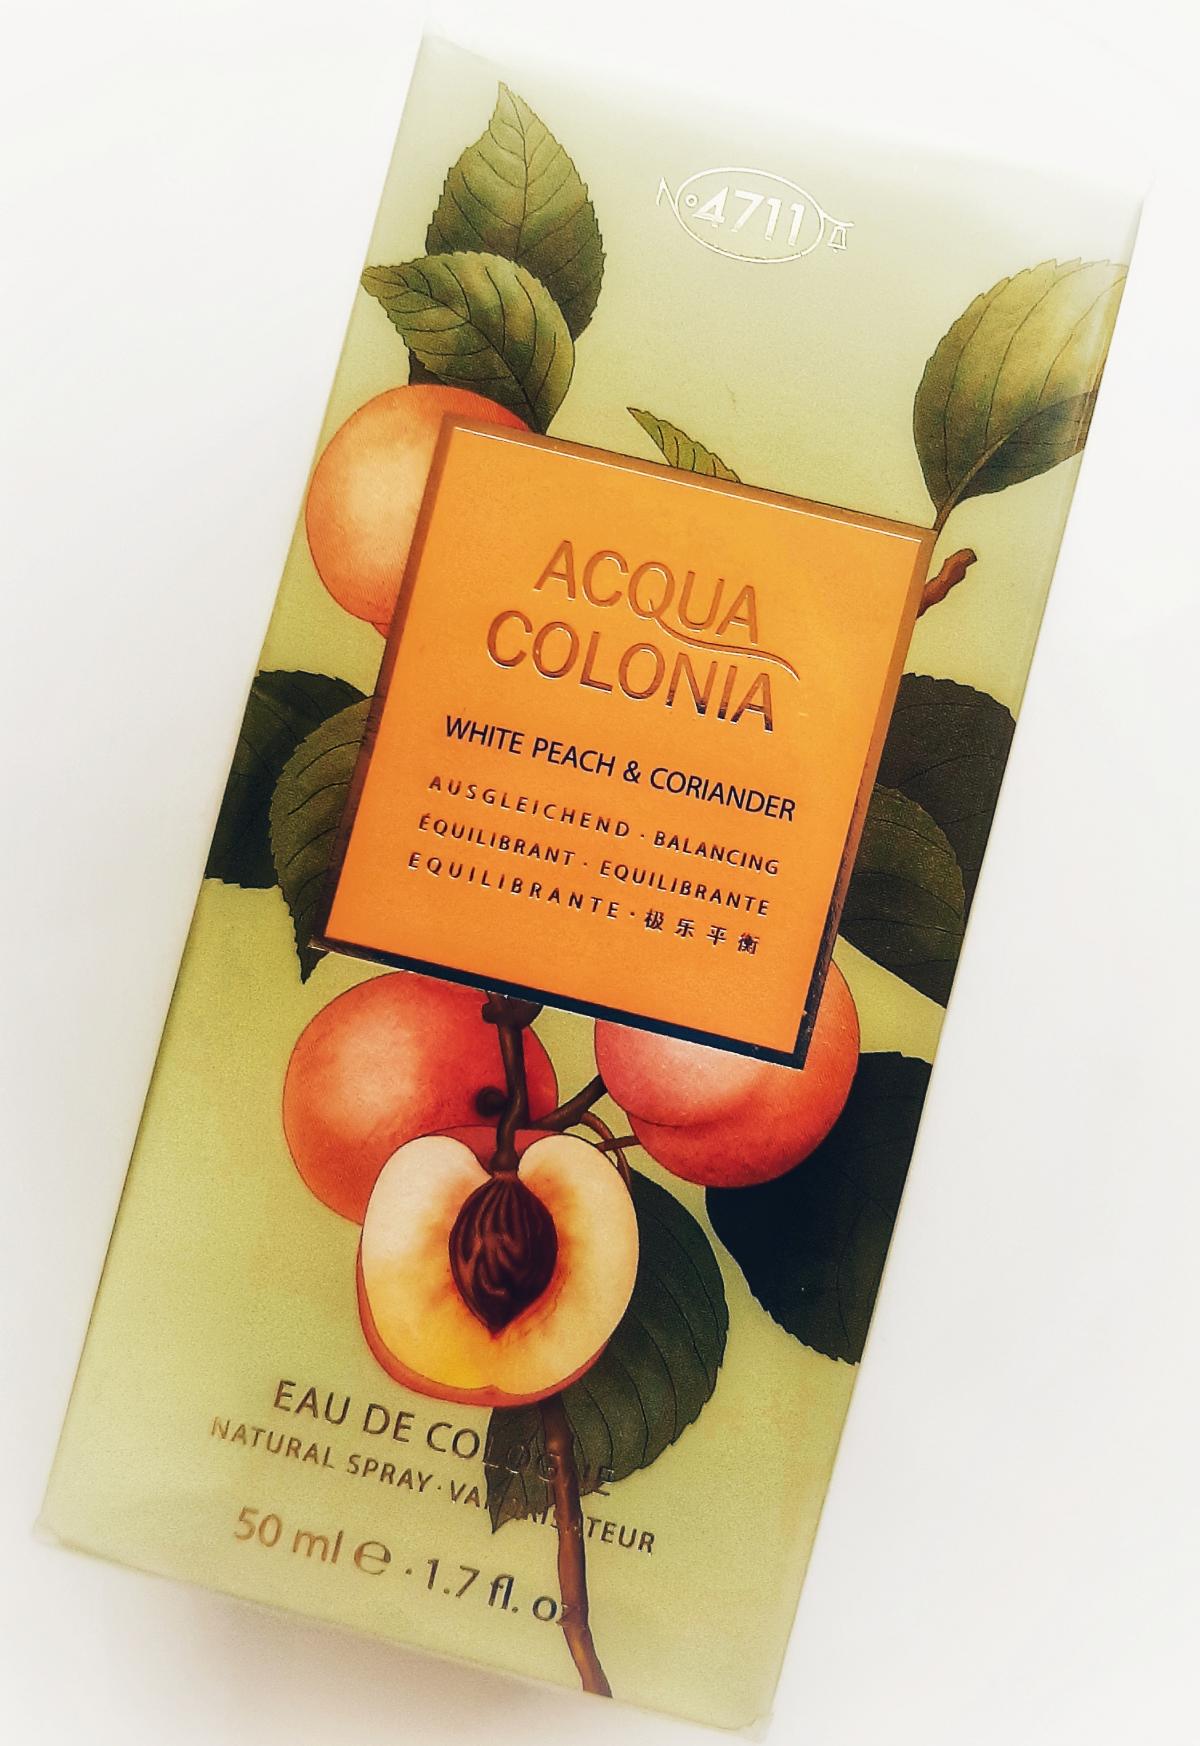 Nº4711
ACQUA
COLONIA
WHITE PEACH & CORIANDER
AUSGLEICHEND · BALANCING
ÉQUILIBRANT · EQUILIBRANTE
EQUILIBRANTE · 极乐平衡
EAU DE COLOGNE
NATURAL SPRAY · VAPORISATEUR
50 ml ℮ · 1.7 fl. oz